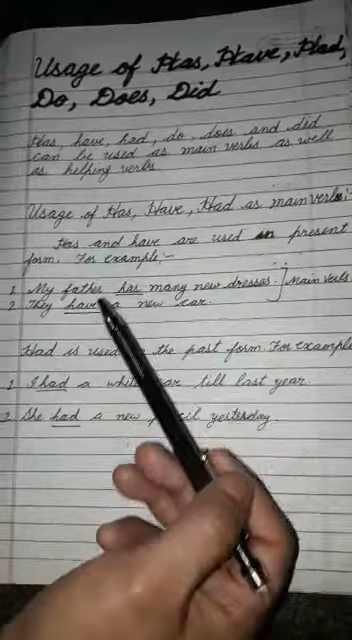 Usage of Has, Have, Had,
Do, Does, Did
Has, have, had, do, does and did
can be used as main verbs as well
as helping verbs.
Usage of Has, Have, Had as main verbs:-
Has and have are used in present
form. For example:-
1. My father has many new dresses. ] Main Verbs
2. They have a new car.
Had is used the past form. For example
1. I had a car till last year.
2. She had a new yesterday.